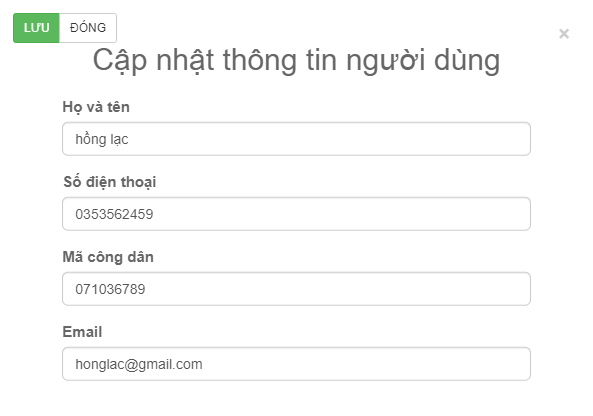 LƯU ĐÓNG
×
Cập nhật thông tin người dùng
Họ và tên
hồng lạc
Số điện thoại
0353562459
Mã công dân
071036789
Email
honglac@gmail.com